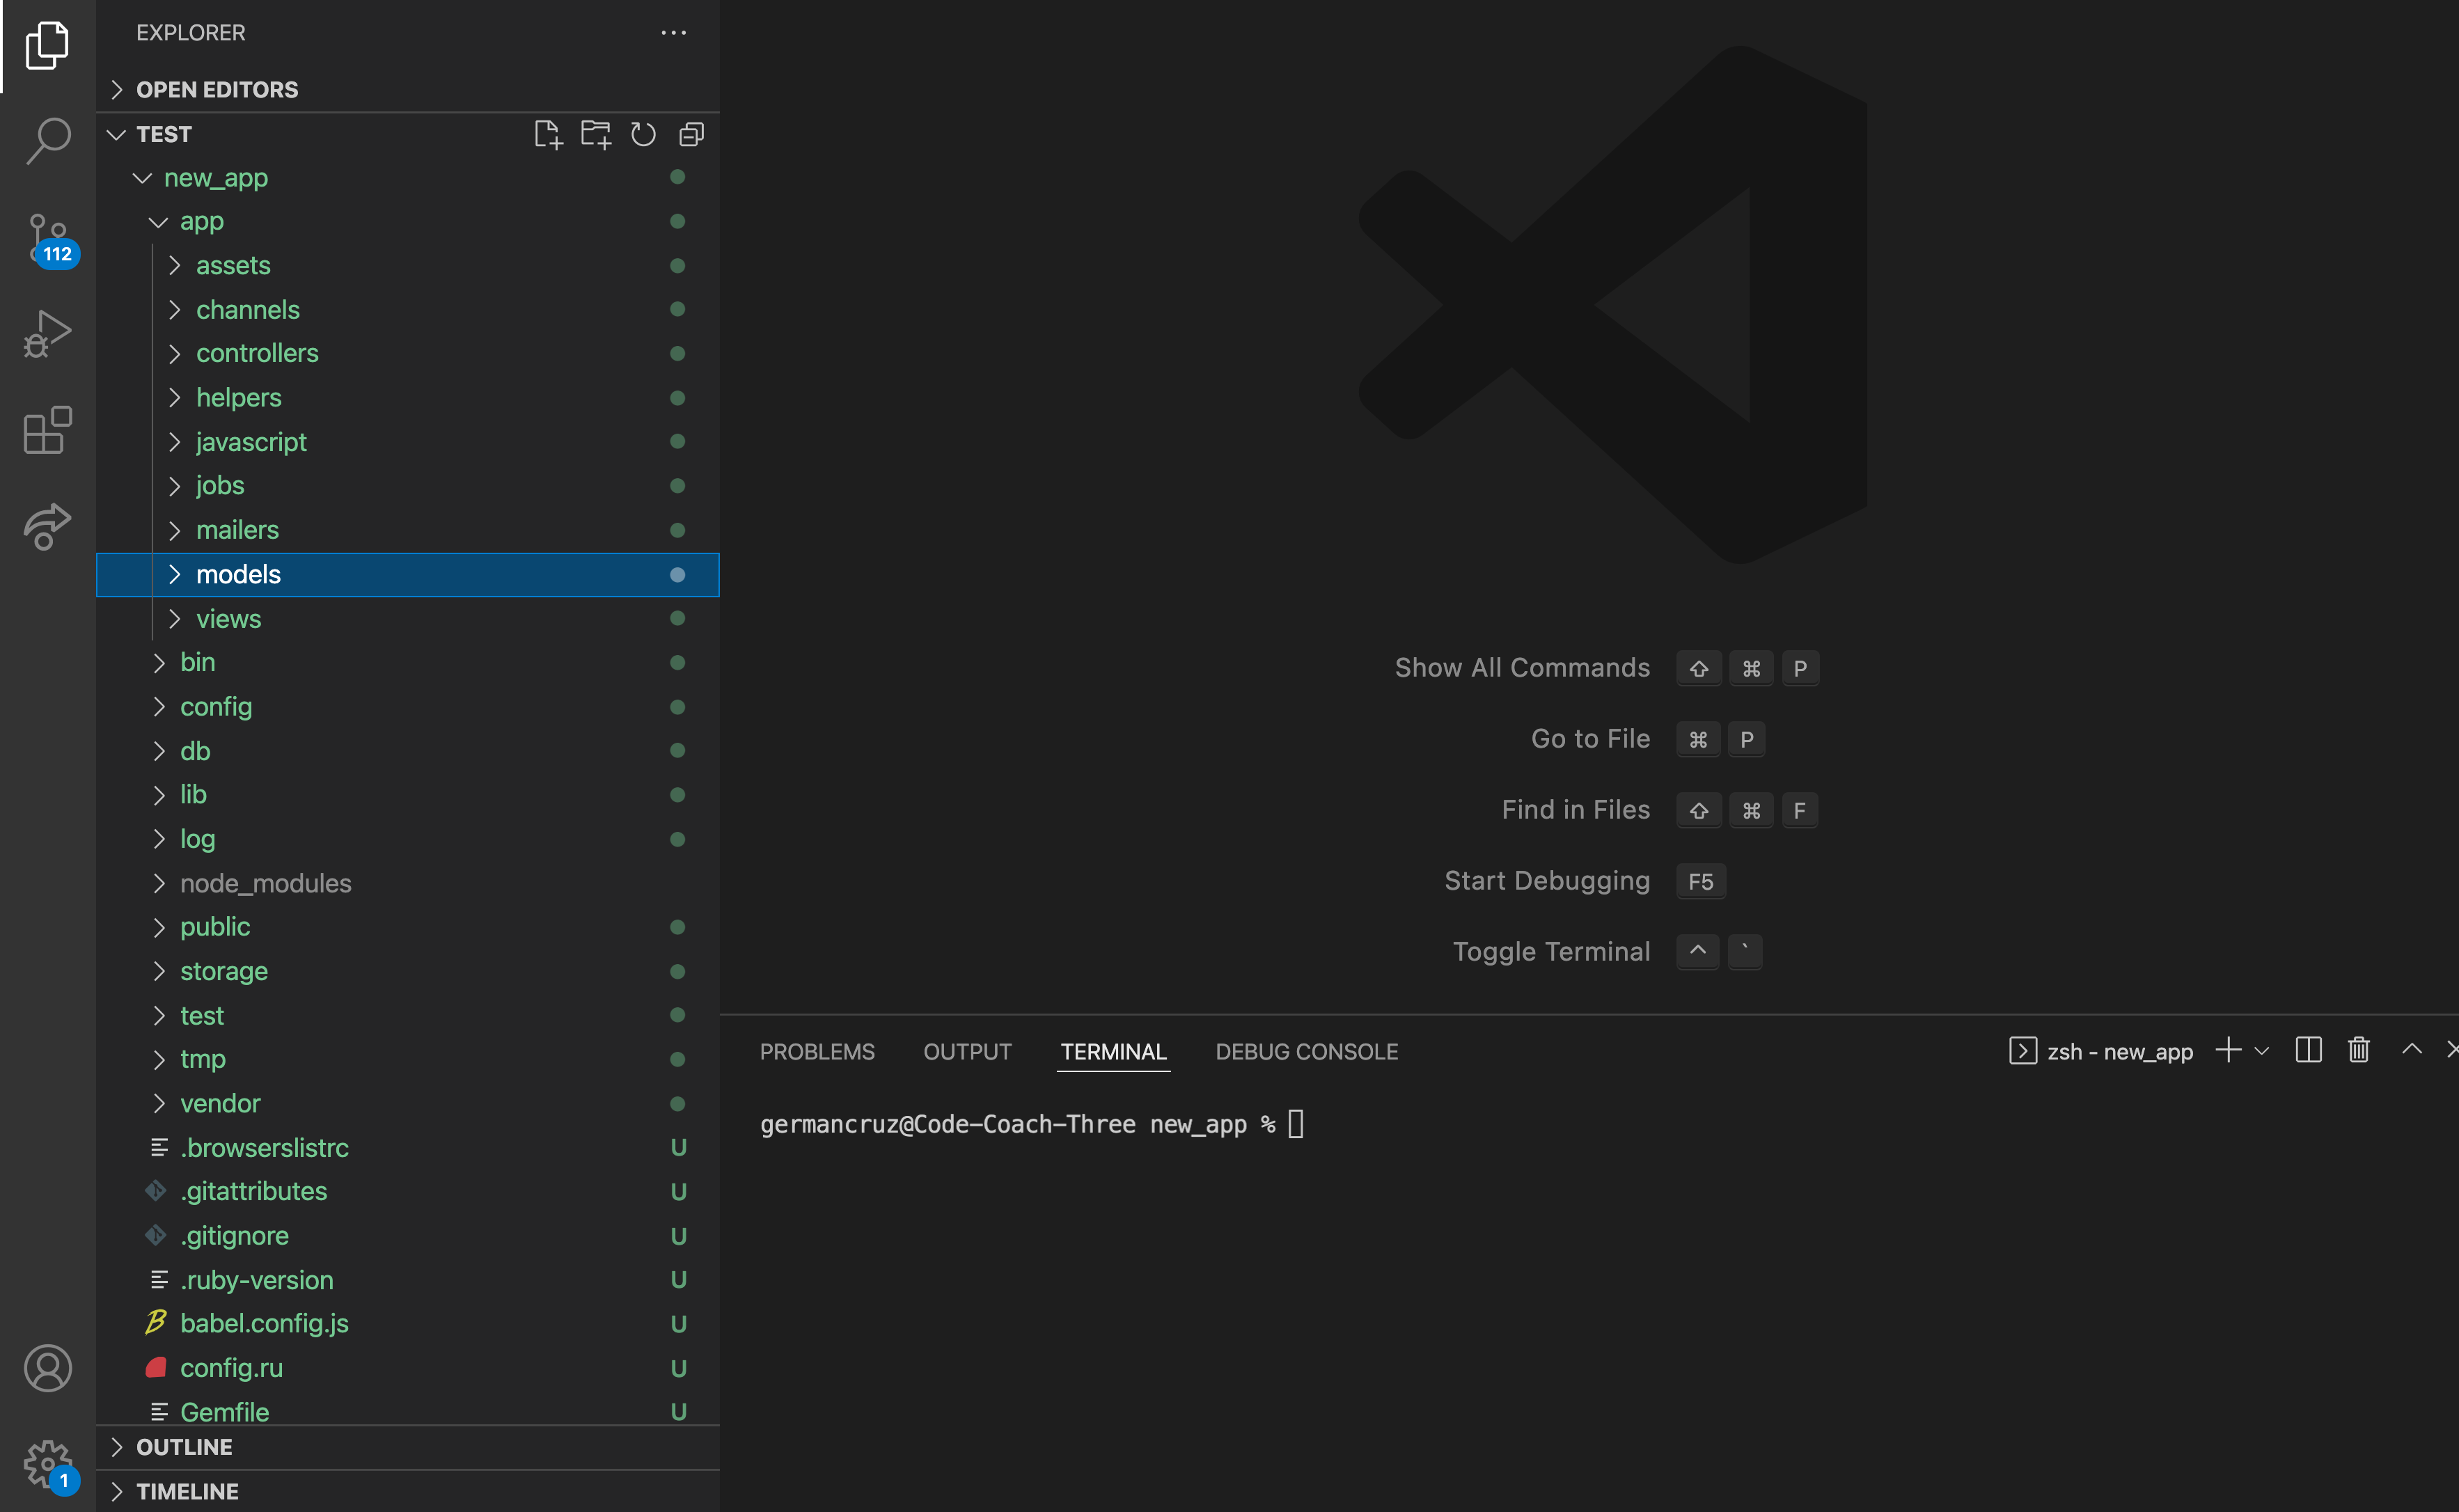 EXPLORER
OPEN EDITORS
TEST
new_app
app
assets
channels
controllers
helpers
javascript
jobs
mailers
models
views
bin
config
db
lib
log
node_modules
public
storage
test
tmp
vendor
.browserslistrc U
.gitattributes U
.gitignore U
.ruby-version U
babel.config.js U
config.ru U
Gemfile U
OUTLINE
TIMELINE
112
1
Show All Commands ⇧ ⌘ P
Go to File ⌘ P
Find in Files ⇧ ⌘ F
Start Debugging F5
Toggle Terminal ^ `
PROBLEMS OUTPUT TERMINAL DEBUG CONSOLE zsh - new_app
germancruz@Code-Coach-Three new_app %